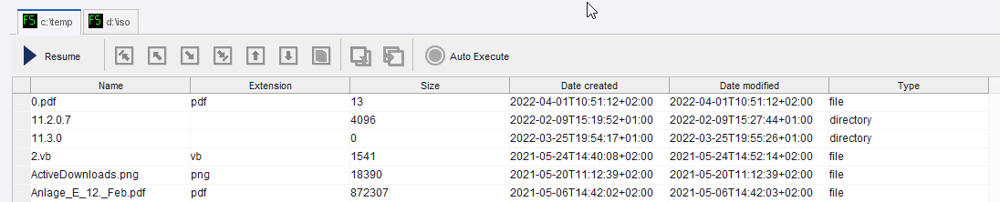 FS c:\temp FS d:\iso
Resume Auto Execute
Name Extension Size Date created Date modified Type
0.pdf pdf 13 2022-04-01T10:51:12+02:00 2022-04-01T10:51:12+02:00 file
11.2.0.7 4096 2022-02-09T15:19:52+01:00 2022-02-09T15:27:44+01:00 directory
11.3.0 0 2022-03-25T19:54:17+01:00 2022-03-25T19:55:26+01:00 directory
2.vb vb 1541 2021-05-24T14:40:08+02:00 2021-05-24T14:52:14+02:00 file
ActiveDownloads.png png 18390 2021-05-20T11:12:39+02:00 2021-05-20T11:12:39+02:00 file
Anlage_E_12._Feb.pdf pdf 872307 2021-05-06T14:42:02+02:00 2021-05-06T14:42:03+02:00 file